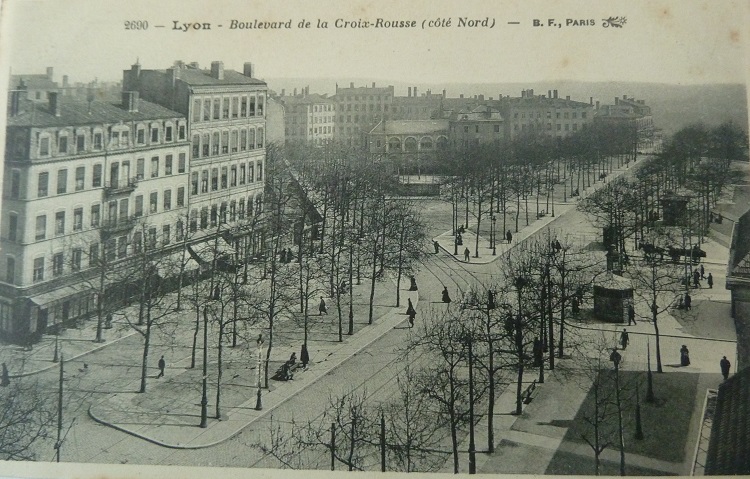 2690 — Lyon - Boulevard de la Croix-Rousse (côté Nord) — B. F., Paris